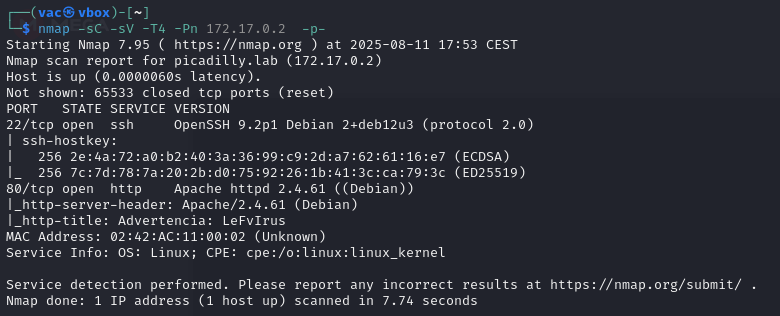 (vac㉿vbox)-[~]
$ nmap -sC -sV -T4 -Pn 172.17.0.2 -p-
Starting Nmap 7.95 ( https://nmap.org ) at 2025-08-11 17:53 CEST
Nmap scan report for picadilly.lab (172.17.0.2)
Host is up (0.0000060s latency).
Not shown: 65533 closed tcp ports (reset)
PORT   STATE SERVICE VERSION
22/tcp open  ssh     OpenSSH 9.2p1 Debian 2+deb12u3 (protocol 2.0)
| ssh-hostkey:
|   256 2e:4a:72:a0:b2:40:3a:36:99:c9:2d:a7:62:61:16:e7 (ECDSA)
|_  256 7c:7d:78:7a:20:2b:d0:75:92:26:1b:41:3c:ca:79:3c (ED25519)
80/tcp open  http    Apache httpd 2.4.61 ((Debian))
|_http-server-header: Apache/2.4.61 (Debian)
|_http-title: Advertencia: LeFvIrus
MAC Address: 02:42:AC:11:00:02 (Unknown)
Service Info: OS: Linux; CPE: cpe:/o:linux:linux_kernel
Service detection performed. Please report any incorrect results at https://nmap.org/submit/ .
Nmap done: 1 IP address (1 host up) scanned in 7.74 seconds